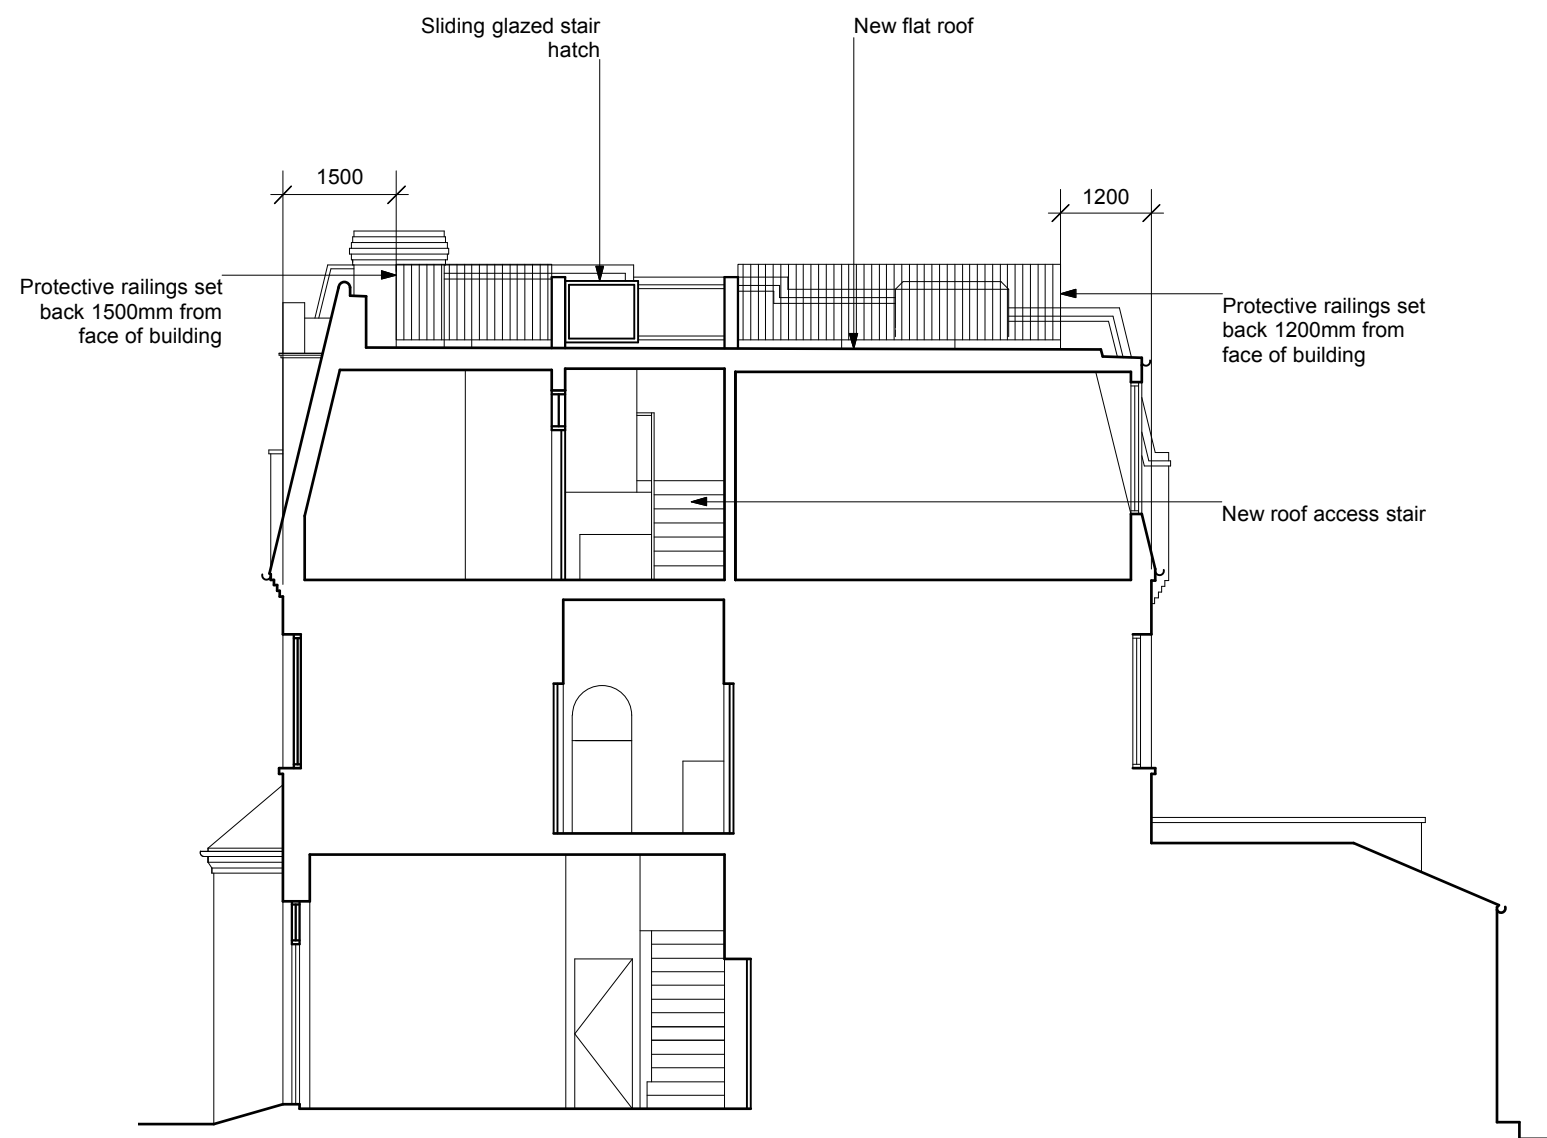 Sliding glazed stair
hatch
New flat roof
1500
1200
Protective railings set
back 1500mm from
face of building
Protective railings set
back 1200mm from
face of building
New roof access stair